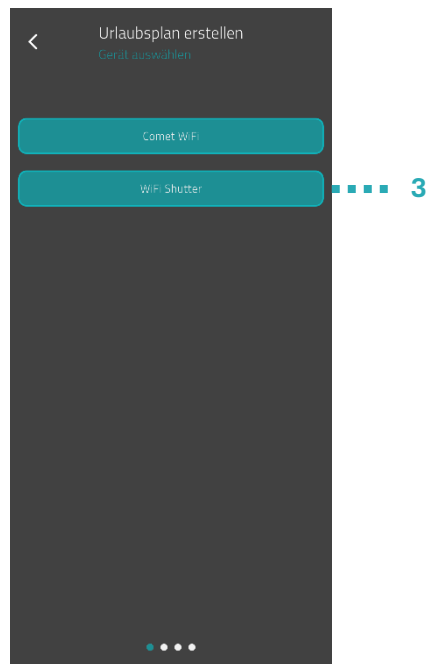 Urlaubsplan erstellen
Gerät auswählen
Comet WiFi
WiFi Shutter
3